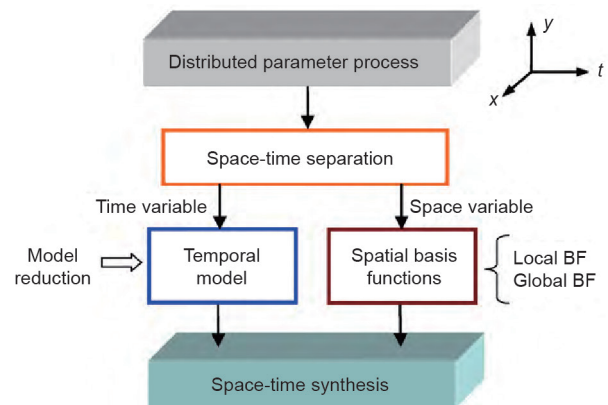 Distributed parameter process
y
t
x
Space-time separation
Time variable
Space variable
Model
reduction
Temporal
model
Spatial basis
functions
Local BF
Global BF
Space-time synthesis